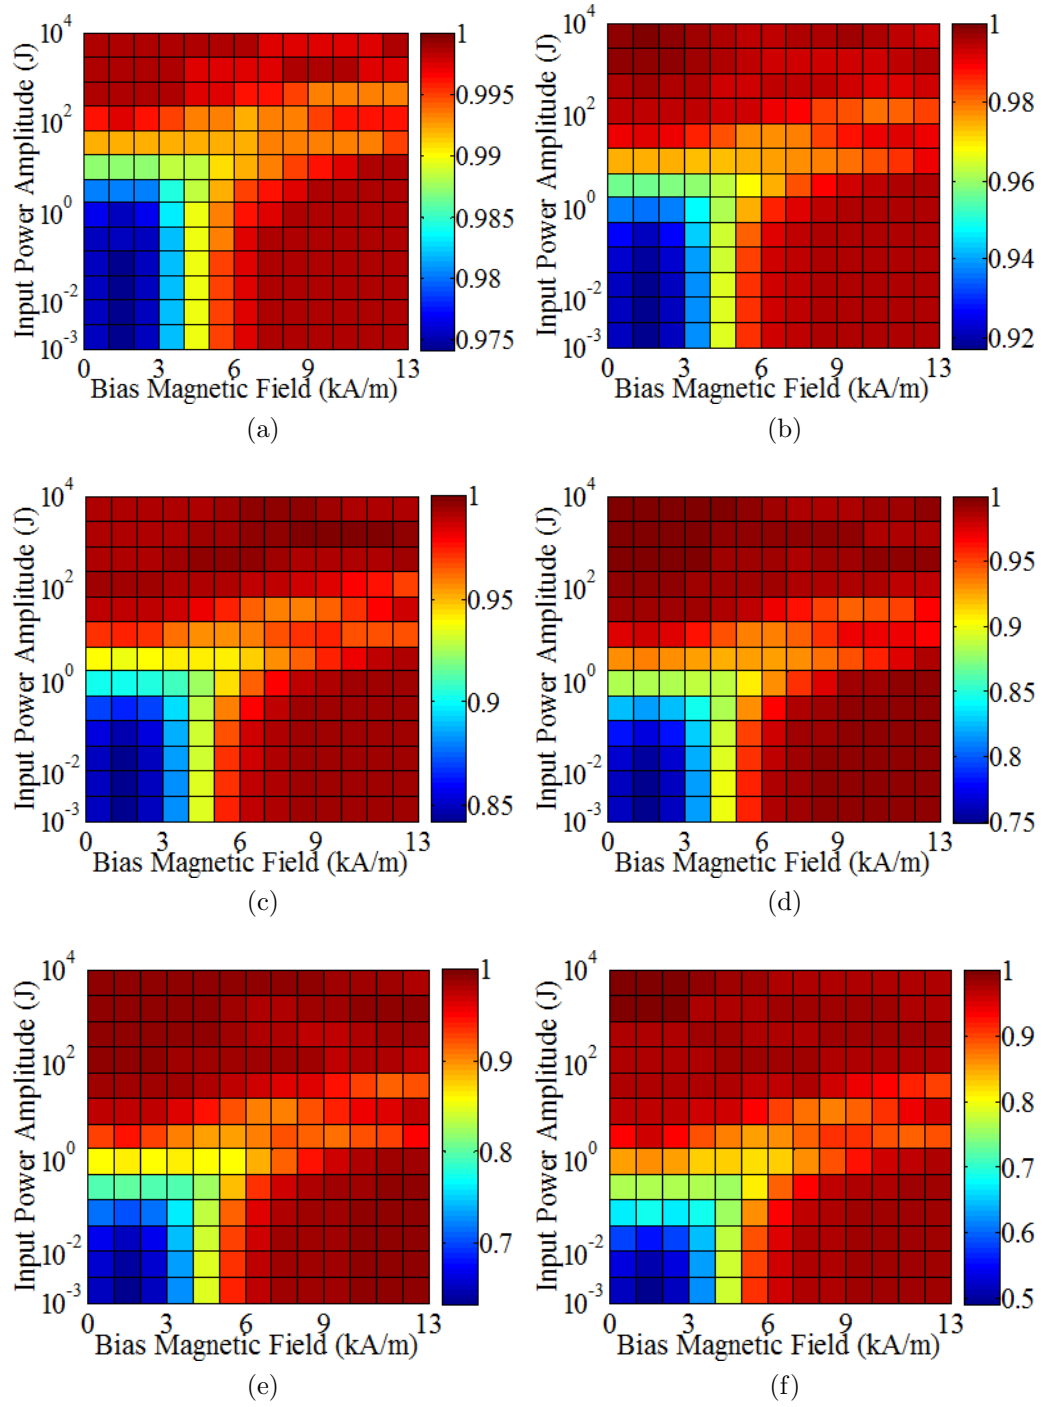 Input Power Amplitude (J)
10^4
10^2
10^0
10^-2
10^-3
0 3 6 9 13
Bias Magnetic Field (kA/m)
1
0.995
0.99
0.985
0.98
0.975
(a)
Input Power Amplitude (J)
10^4
10^2
10^0
10^-2
10^-3
0 3 6 9 13
Bias Magnetic Field (kA/m)
1
0.98
0.96
0.94
0.92
(b)
Input Power Amplitude (J)
10^4
10^2
10^0
10^-2
10^-3
0 3 6 9 13
Bias Magnetic Field (kA/m)
1
0.95
0.9
0.85
(c)
Input Power Amplitude (J)
10^4
10^2
10^0
10^-2
10^-3
0 3 6 9 13
Bias Magnetic Field (kA/m)
1
0.95
0.9
0.85
0.8
0.75
(d)
Input Power Amplitude (J)
10^4
10^2
10^0
10^-2
10^-3
0 3 6 9 13
Bias Magnetic Field (kA/m)
1
0.9
0.8
0.7
(e)
Input Power Amplitude (J)
10^4
10^2
10^0
10^-2
10^-3
0 3 6 9 13
Bias Magnetic Field (kA/m)
1
0.9
0.8
0.7
0.6
0.5
(f)